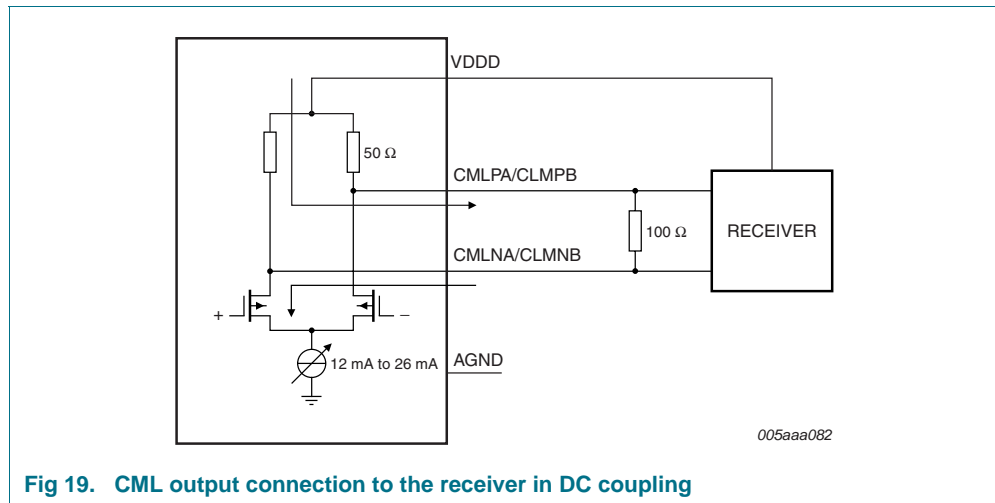 VDDD
50 Ω
CMLPA/CLMPB
100 Ω
RECEIVER
CMLNA/CLMNB
+
−
12 mA to 26 mA
AGND
005aaa082
Fig 19. CML output connection to the receiver in DC coupling